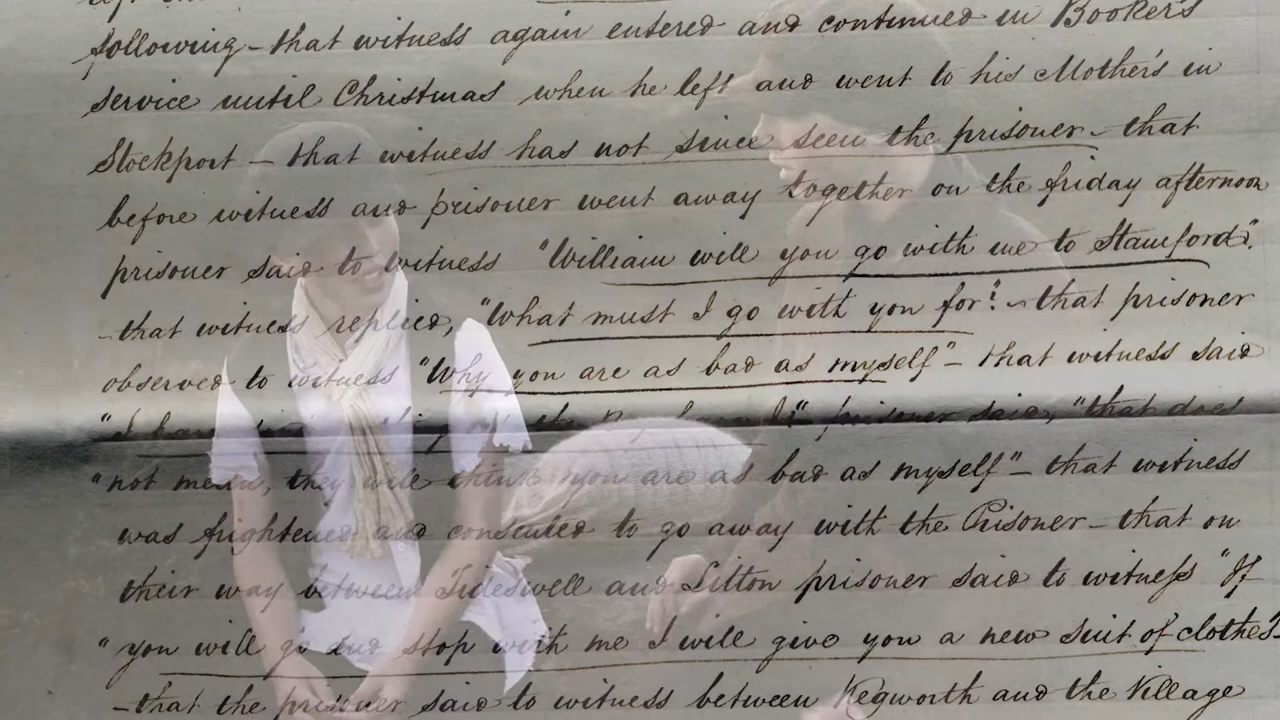 following - that witness again entered and continued in Booker's
service until Christmas when he left and went to his Mother's in
Stockport - that witness has not since seen the prisoner - that
before witness and prisoner went away together on the friday afternoon
prisoner said to witness "William will you go with me to Stamford".
- that witness replied, "What must I go with you for?" - that prisoner
observed to witness "Why you are as bad as myself" - that witness said
prisoner said, "that does
"not mean, they will think you are as bad as myself" - that witness
was frightened and consented to go away with the Prisoner - that on
their way between Tideswell and Litton prisoner said to witness "If
"you will go and stop with me I will give you a new suit of clothes"
- that the prisoner said to witness between Kegworth and the Village